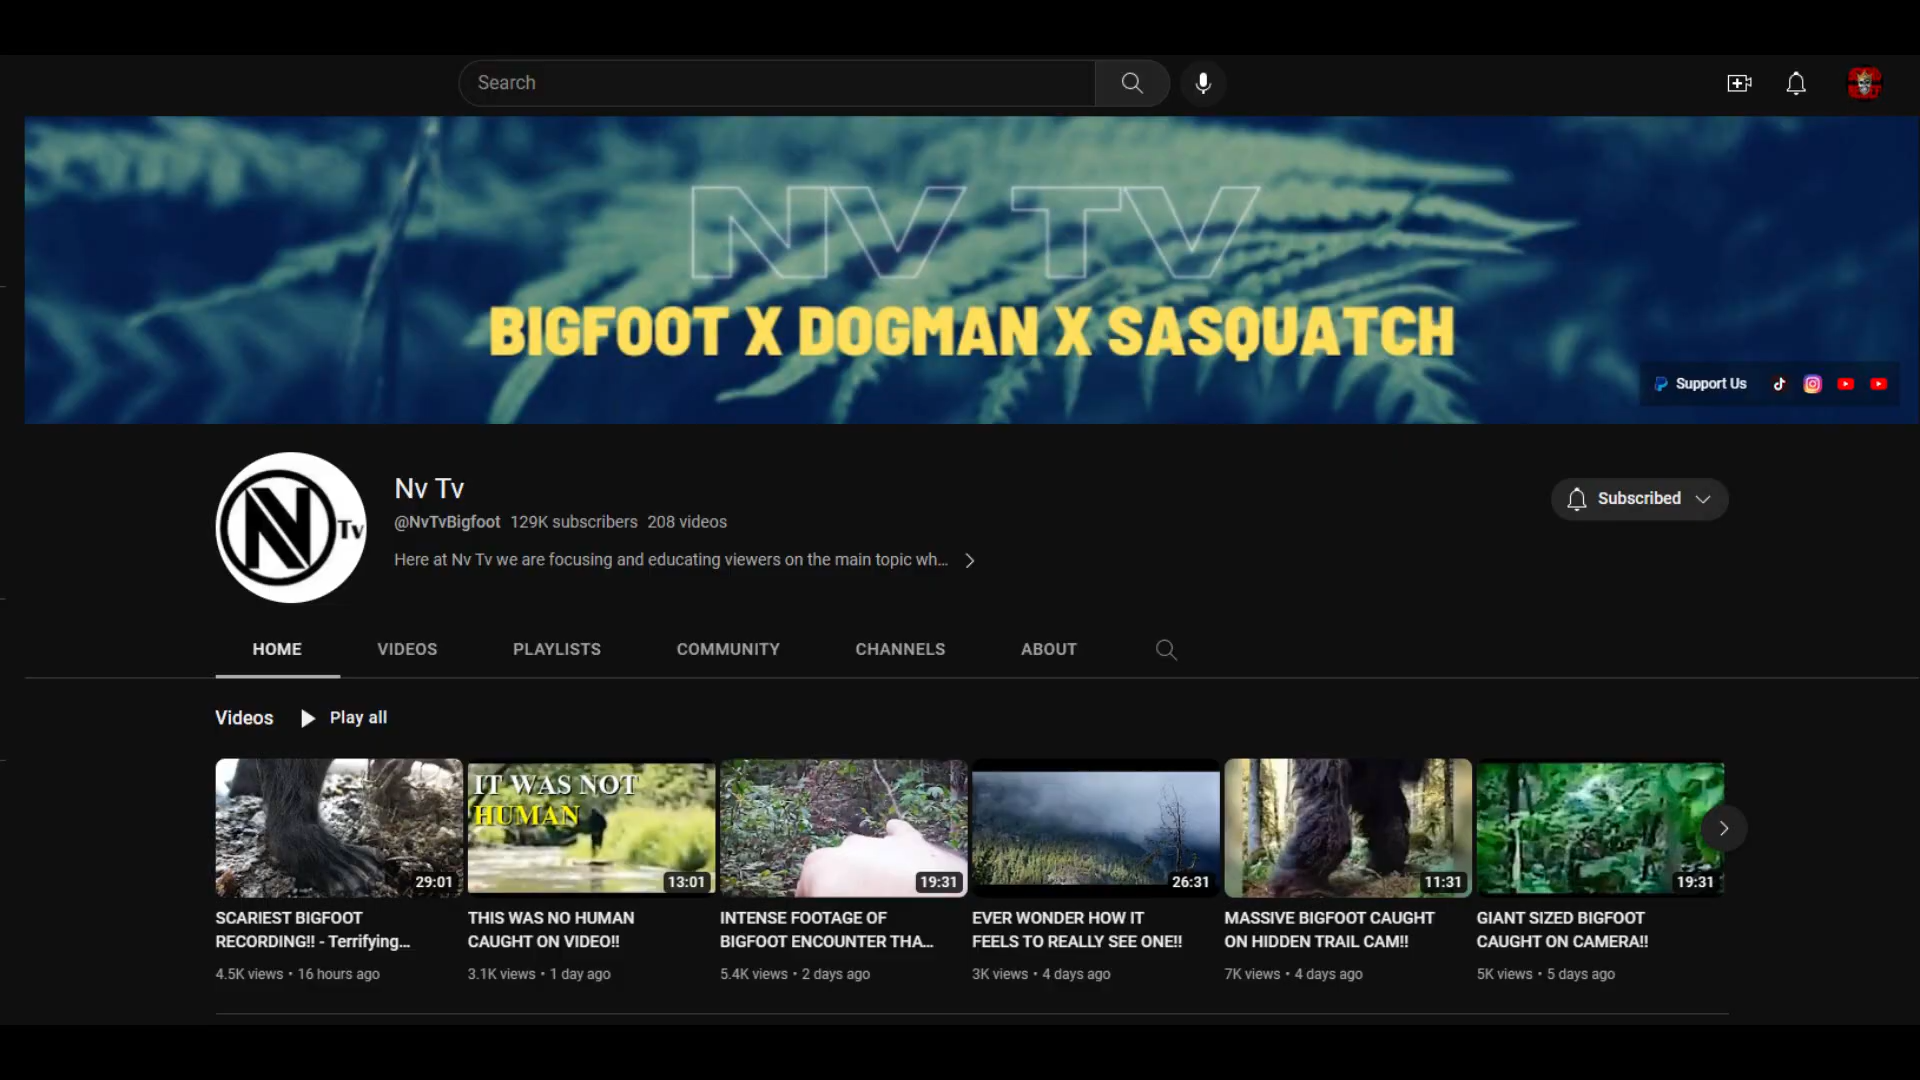 Search
NV TV
BIGFOOT X DOGMAN X SASQUATCH
Support Us
N Tv
Nv Tv
@NvTvBigfoot 129K subscribers 208 videos
Here at Nv Tv we are focusing and educating viewers on the main topic wh...
HOME VIDEOS PLAYLISTS COMMUNITY CHANNELS ABOUT
Videos Play all
IT WAS NOT
HUMAN
29:01 13:01 19:31 26:31 11:31 19:31
SCARIEST BIGFOOT
RECORDING!! - Terrifying...
4.5K views • 16 hours ago
THIS WAS NO HUMAN
CAUGHT ON VIDEO!!
3.1K views • 1 day ago
INTENSE FOOTAGE OF
BIGFOOT ENCOUNTER THA...
5.4K views • 2 days ago
EVER WONDER HOW IT
FEELS TO REALLY SEE ONE!!
3K views • 4 days ago
MASSIVE BIGFOOT CAUGHT
ON HIDDEN TRAIL CAM!!
7K views • 4 days ago
GIANT SIZED BIGFOOT
CAUGHT ON CAMERA!!
5K views • 5 days ago
Subscribed